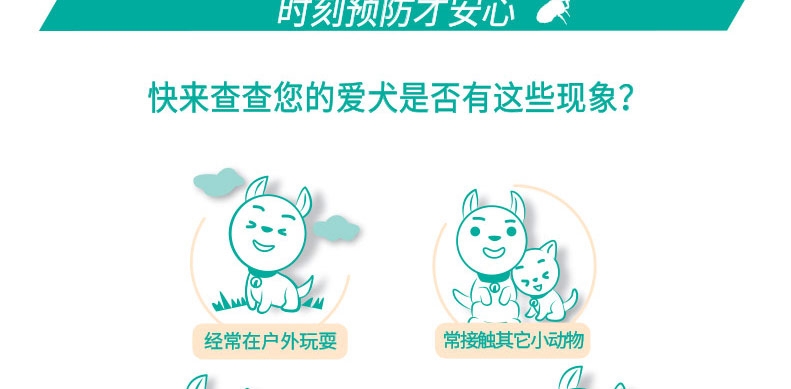 时刻预防才安心
快来查查您的爱犬是否有这些现象？
经常在户外玩耍
常接触其它小动物